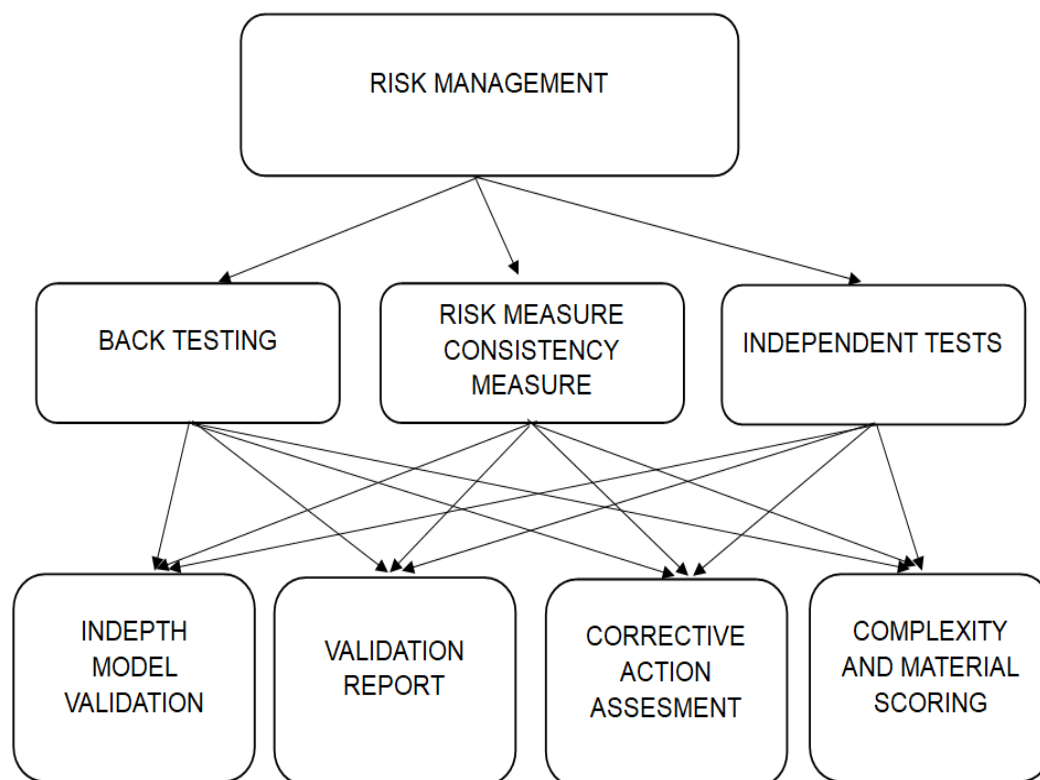 RISK MANAGEMENT
BACK TESTING
RISK MEASURE
CONSISTENCY
MEASURE
INDEPENDENT TESTS
INDEPTH
MODEL
VALIDATION
VALIDATION
REPORT
CORRECTIVE
ACTION
ASSESMENT
COMPLEXITY
AND MATERIAL
SCORING